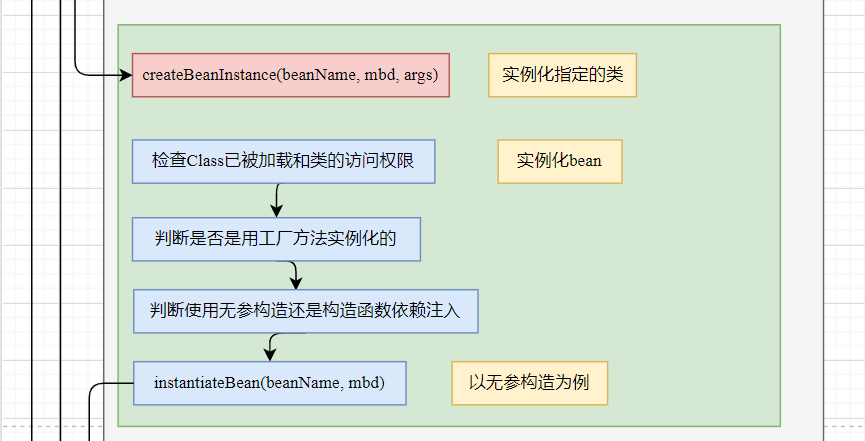 createBeanInstance(beanName, mbd, args)
实例化指定的类
检查Class已被加载和类的访问权限
实例化bean
判断是否是用工厂方法实例化的
判断使用无参构造还是构造函数依赖注入
instantiateBean(beanName, mbd)
以无参构造为例